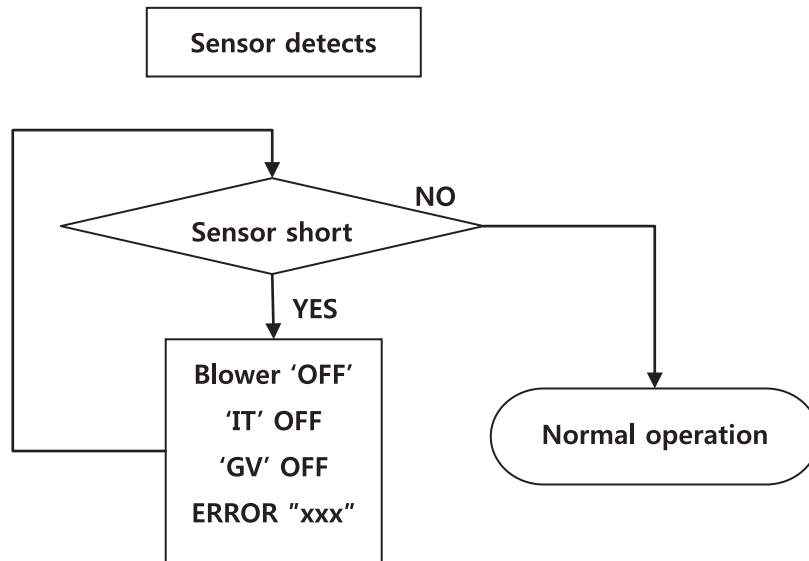 Sensor detects
NO
Sensor short
YES
Blower ‘OFF’
‘IT’ OFF
‘GV’ OFF
ERROR ”xxx”
Normal operation